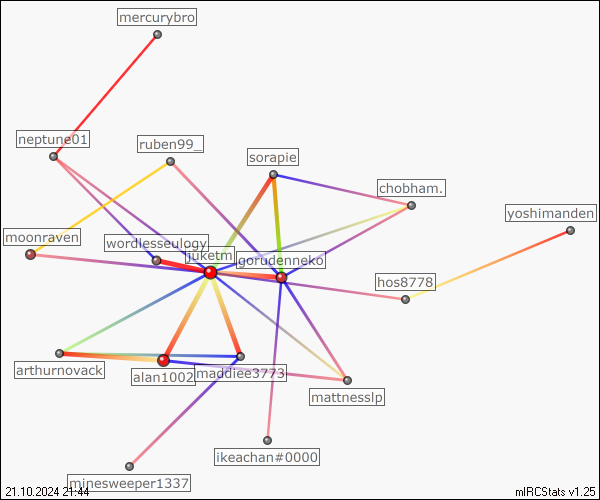 mercurybro
neptune01
ruben99_
sorapie
chobham.
yoshimanden
moonraven
wordlesseulogy
juketm
gorudenneko
hos8778
arthurnovack
alan1002
maddiee3773
mattnesslp
ikeachan#0000
minesweeper1337
21.10.2024 21:44
mIRCStats v1.25